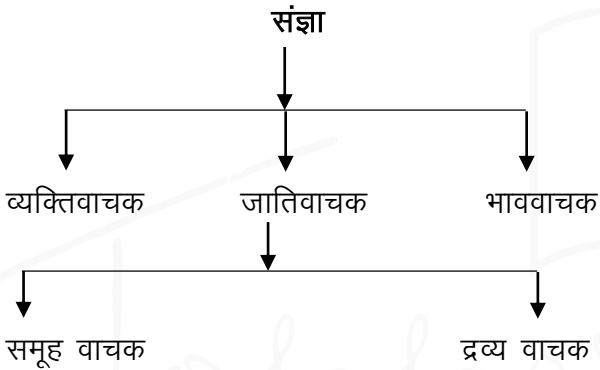 संज्ञा
व्यक्तिवाचक जातिवाचक भाववाचक
समूह वाचक द्रव्य वाचक